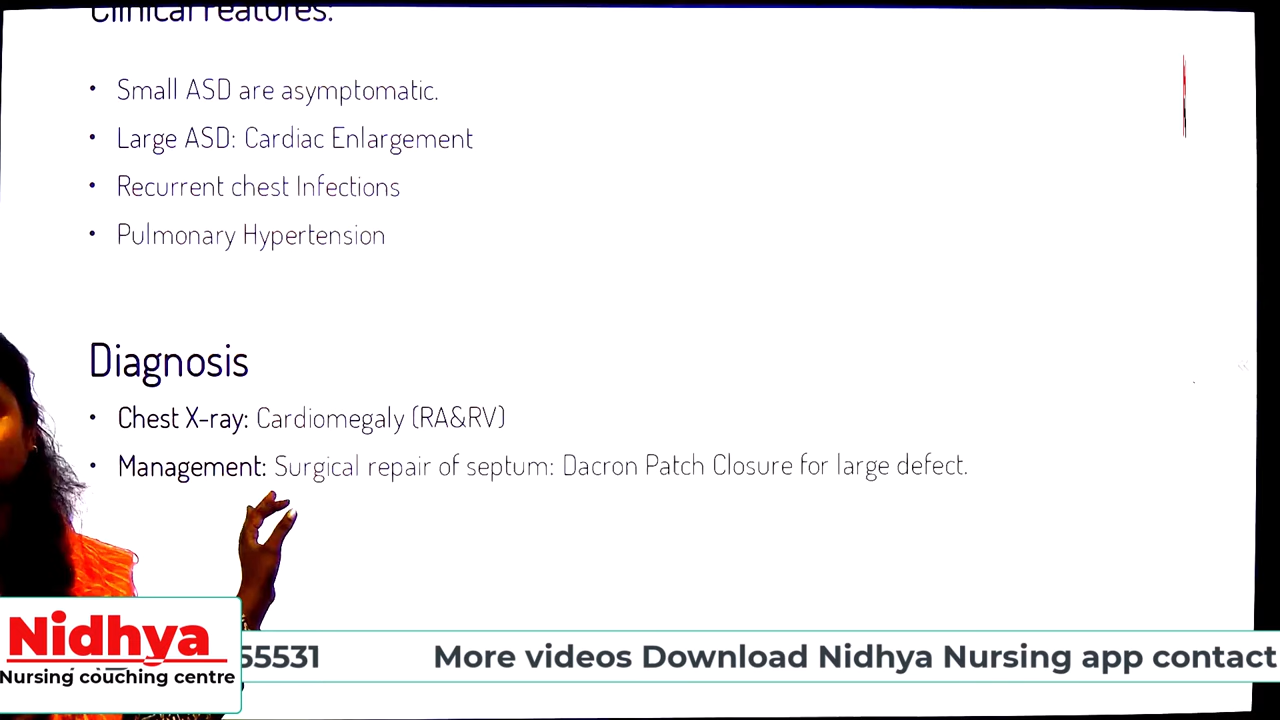 Clinical Features:
• Small ASD are asymptomatic.
• Large ASD: Cardiac Enlargement
• Recurrent chest Infections
• Pulmonary Hypertension
Diagnosis
• Chest X-ray: Cardiomegaly (RA&RV)
• Management: Surgical repair of septum: Dacron Patch Closure for large defect.
Nidhya
Nursing couching centre
55531 More videos Download Nidhya Nursing app contact